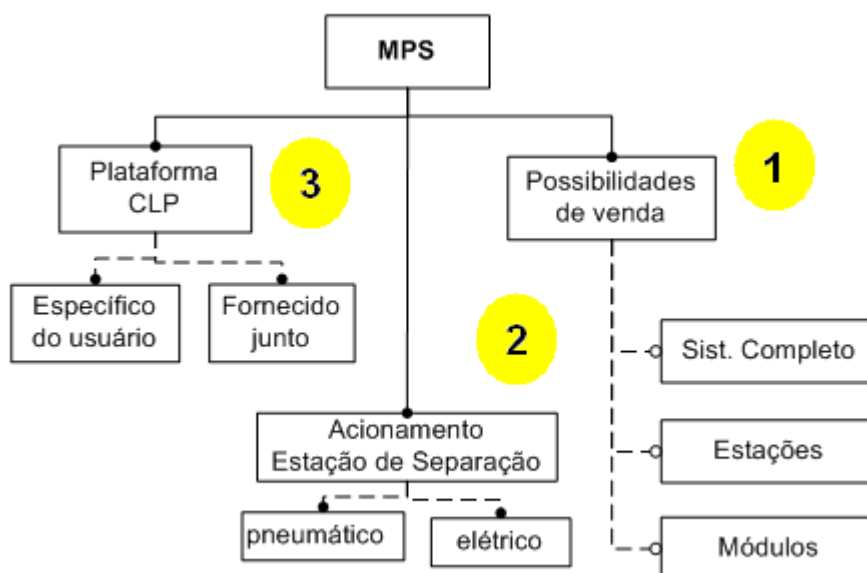 MPS
Plataforma
CLP
3
1
Possibilidades
de venda
Específico
do usuário
Fornecido
junto
2
Sist. Completo
Acionamento
Estação de Separação
Estações
pneumático
elétrico
Módulos